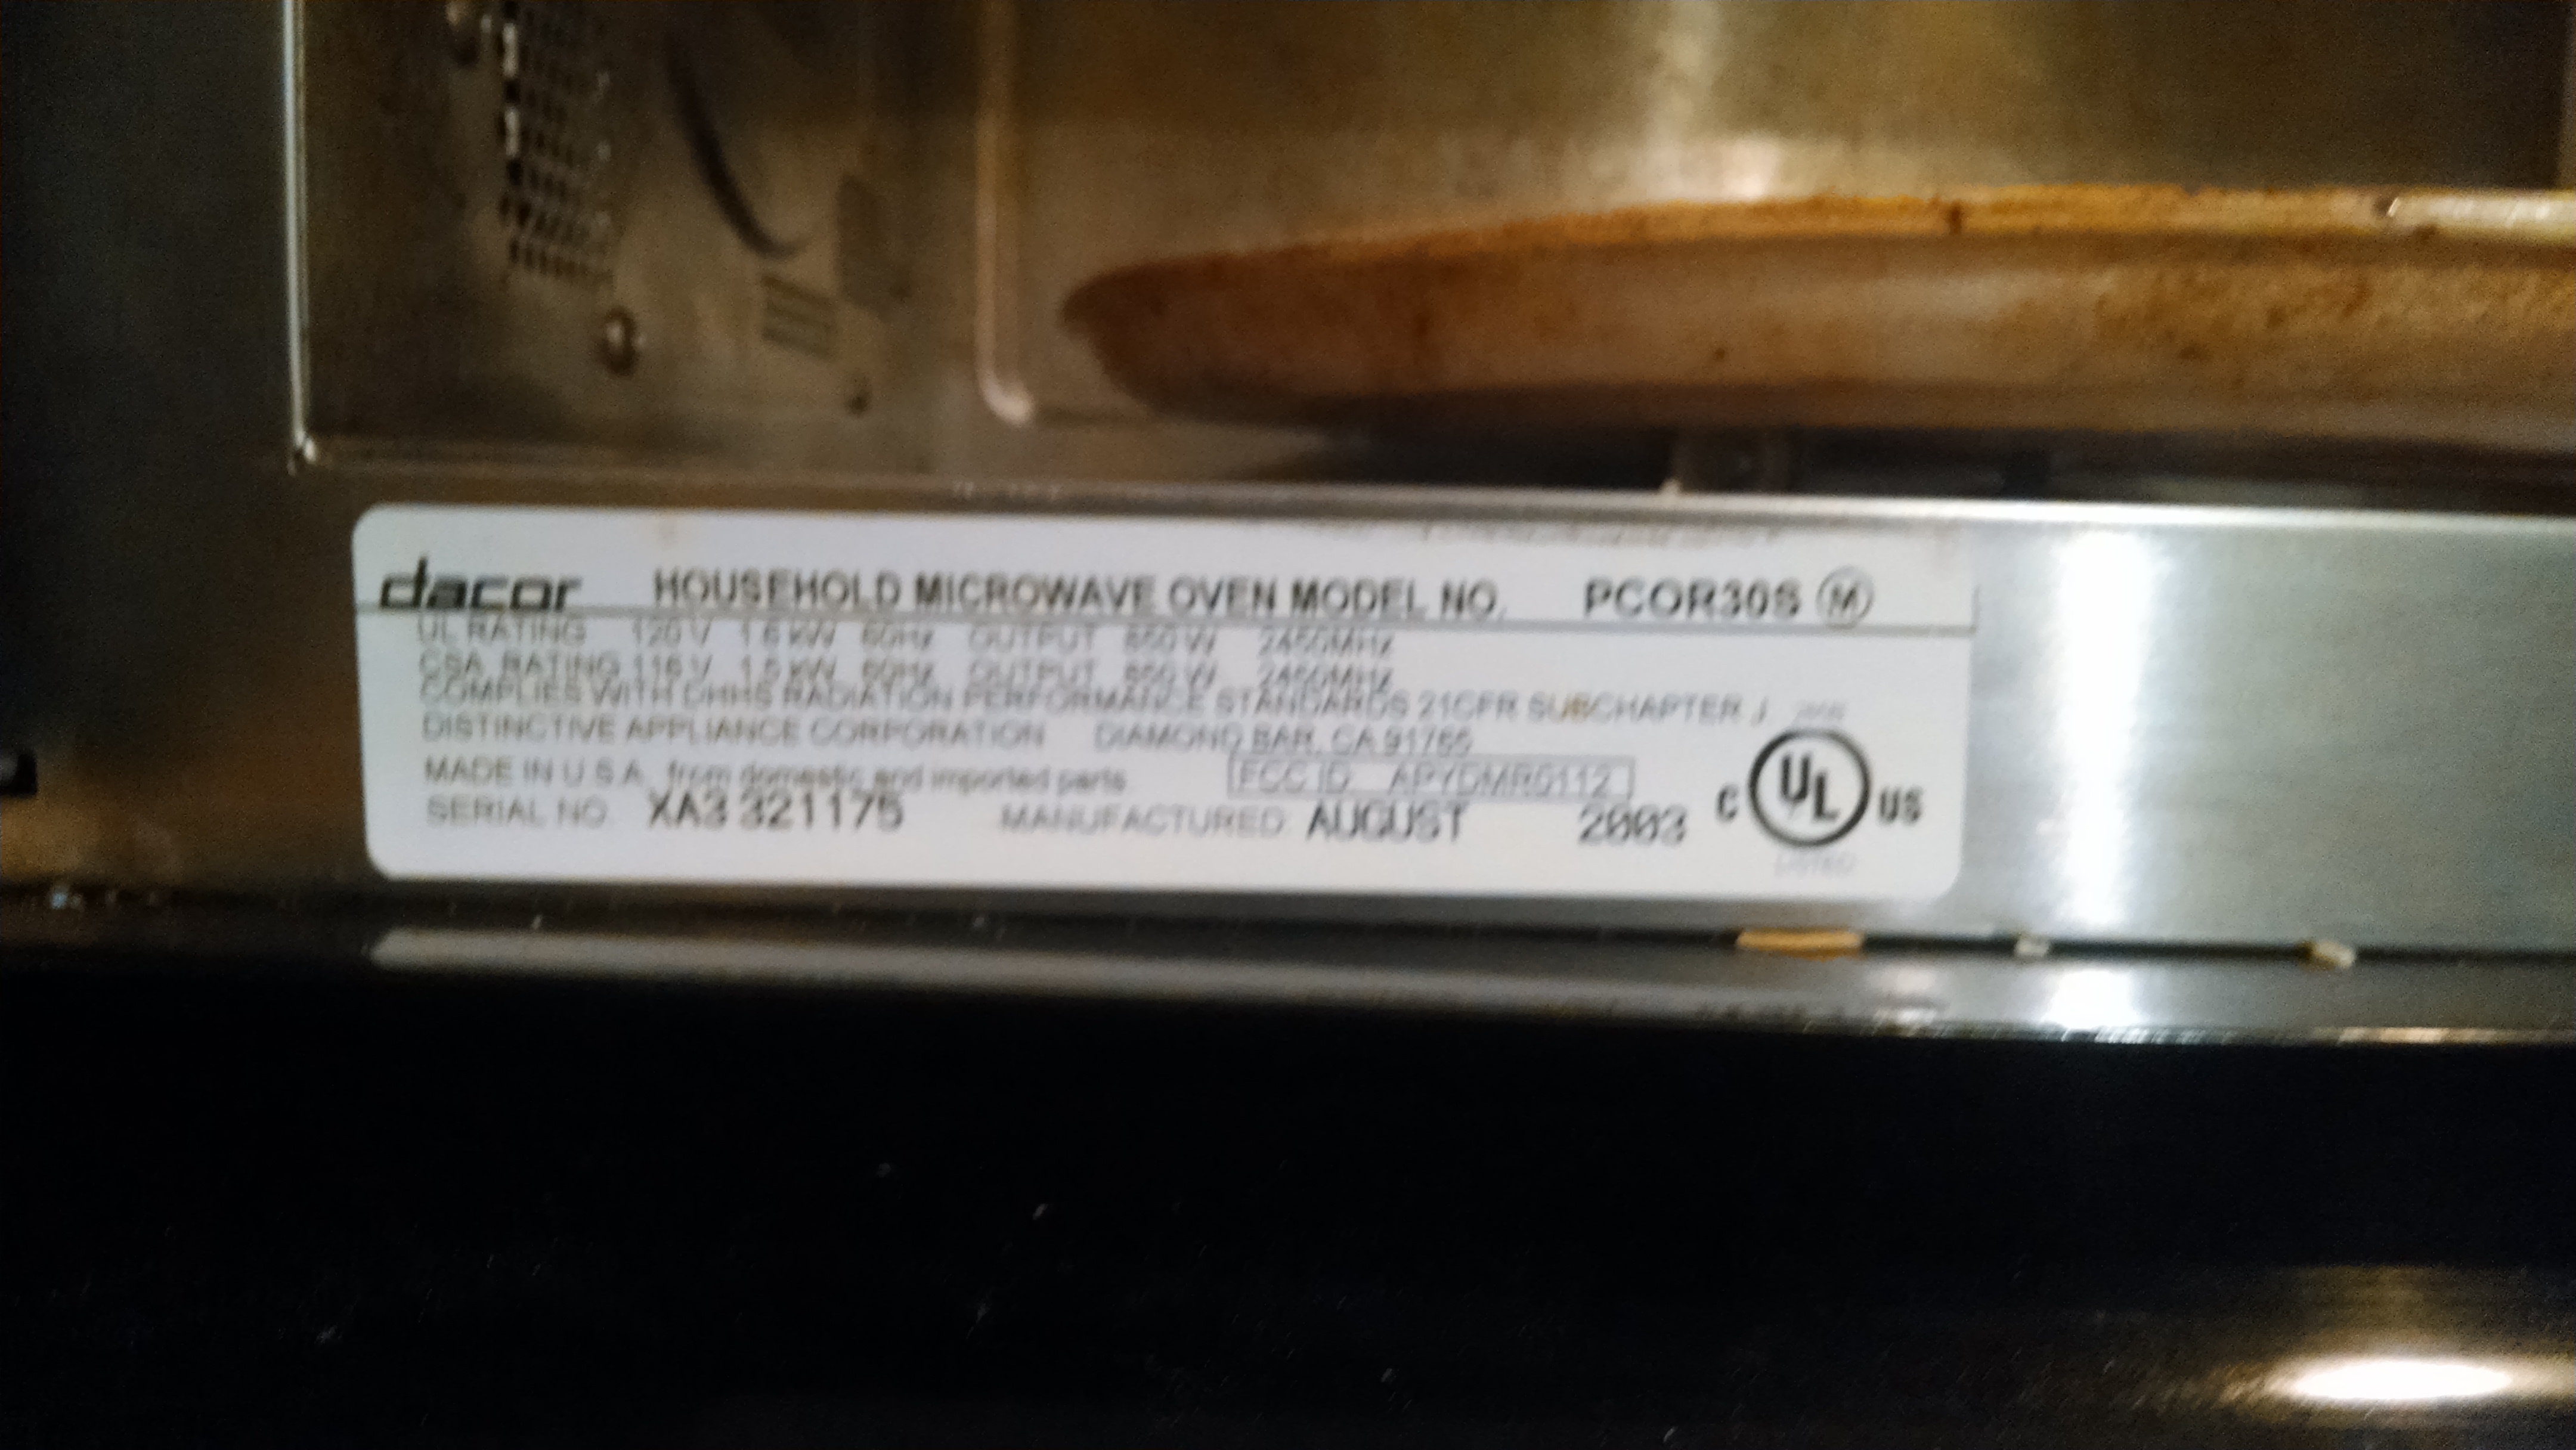 dacor HOUSEHOLD MICROWAVE OVEN MODEL NO. PCOR30S M
UL RATING 120 V 1.6 kW 60Hz OUTPUT 850 W 2450MHz
CSA RATING 116 V 1.5 kW 60Hz OUTPUT 850 W 2450MHz
COMPLIES WITH DHHS RADIATION PERFORMANCE STANDARDS 21CFR SUBCHAPTER J
DISTINCTIVE APPLIANCE CORPORATION DIAMOND BAR, CA 91765
MADE IN U.S.A. from domestic and imported parts FCC ID APYDMR0112
SERIAL NO. XA3 321175 MANUFACTURED: AUGUST 2003 C UL US
LISTED